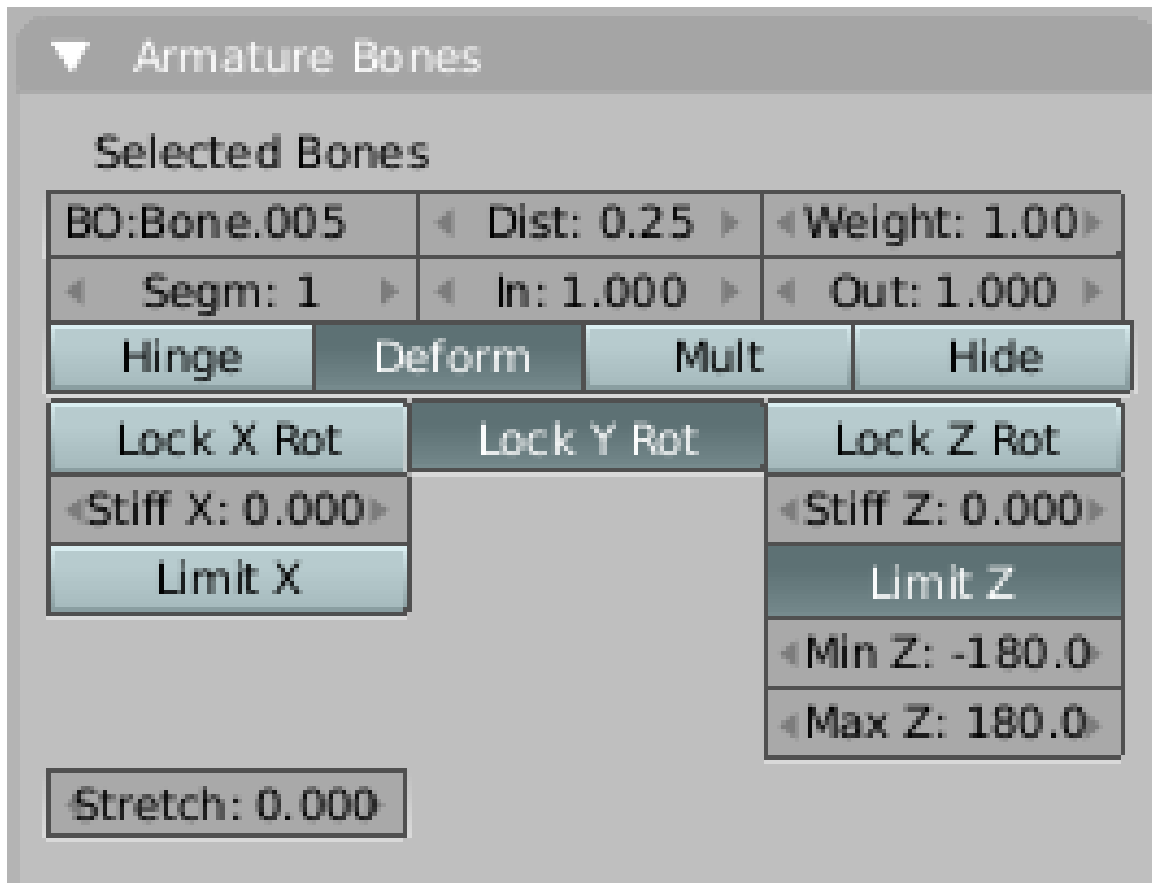 Armature Bones
Selected Bones
BO:Bone.005 Dist: 0.25 Weight: 1.00
Segm: 1 In: 1.000 Out: 1.000
Hinge Deform Mult Hide
Lock X Rot Lock Y Rot Lock Z Rot
Stiff X: 0.000 Stiff Z: 0.000
Limit X Limit Z
Min Z: -180.0
Max Z: 180.0
Stretch: 0.000